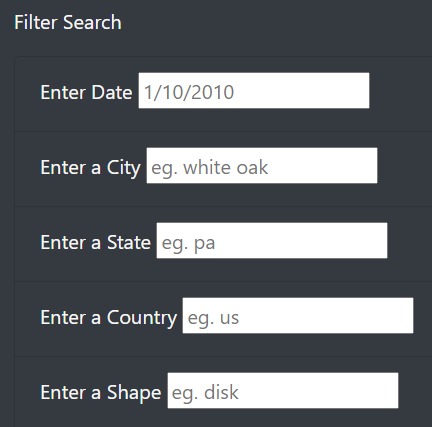 Filter Search
Enter Date 1/10/2010
Enter a City eg. white oak
Enter a State eg. pa
Enter a Country eg. us
Enter a Shape eg. disk